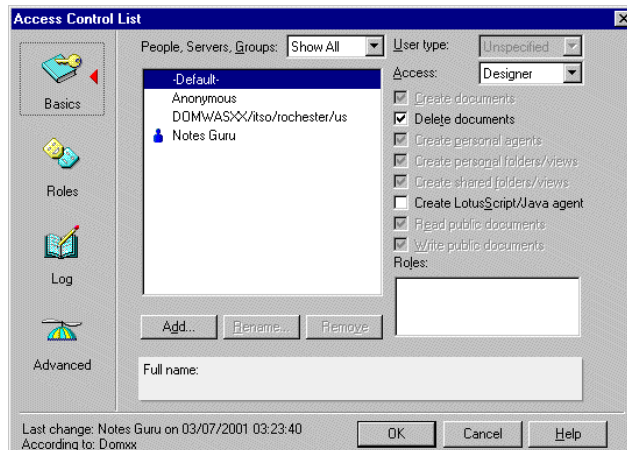 Access Control List
Basics
Roles
Log
Advanced
People, Servers, Groups: Show All
-Default-
Anonymous
DOMWASXX/itso/rochester/us
Notes Guru
Add... Rename... Remove
Full name:
User type: Unspecified
Access: Designer
Create documents
Delete documents
Create personal agents
Create personal folders/views
Create shared folders/views
Create LotusScript/Java agent
Read public documents
Write public documents
Roles:
Last change: Notes Guru on 03/07/2001 03:23:40
According to: Domxx
OK Cancel Help